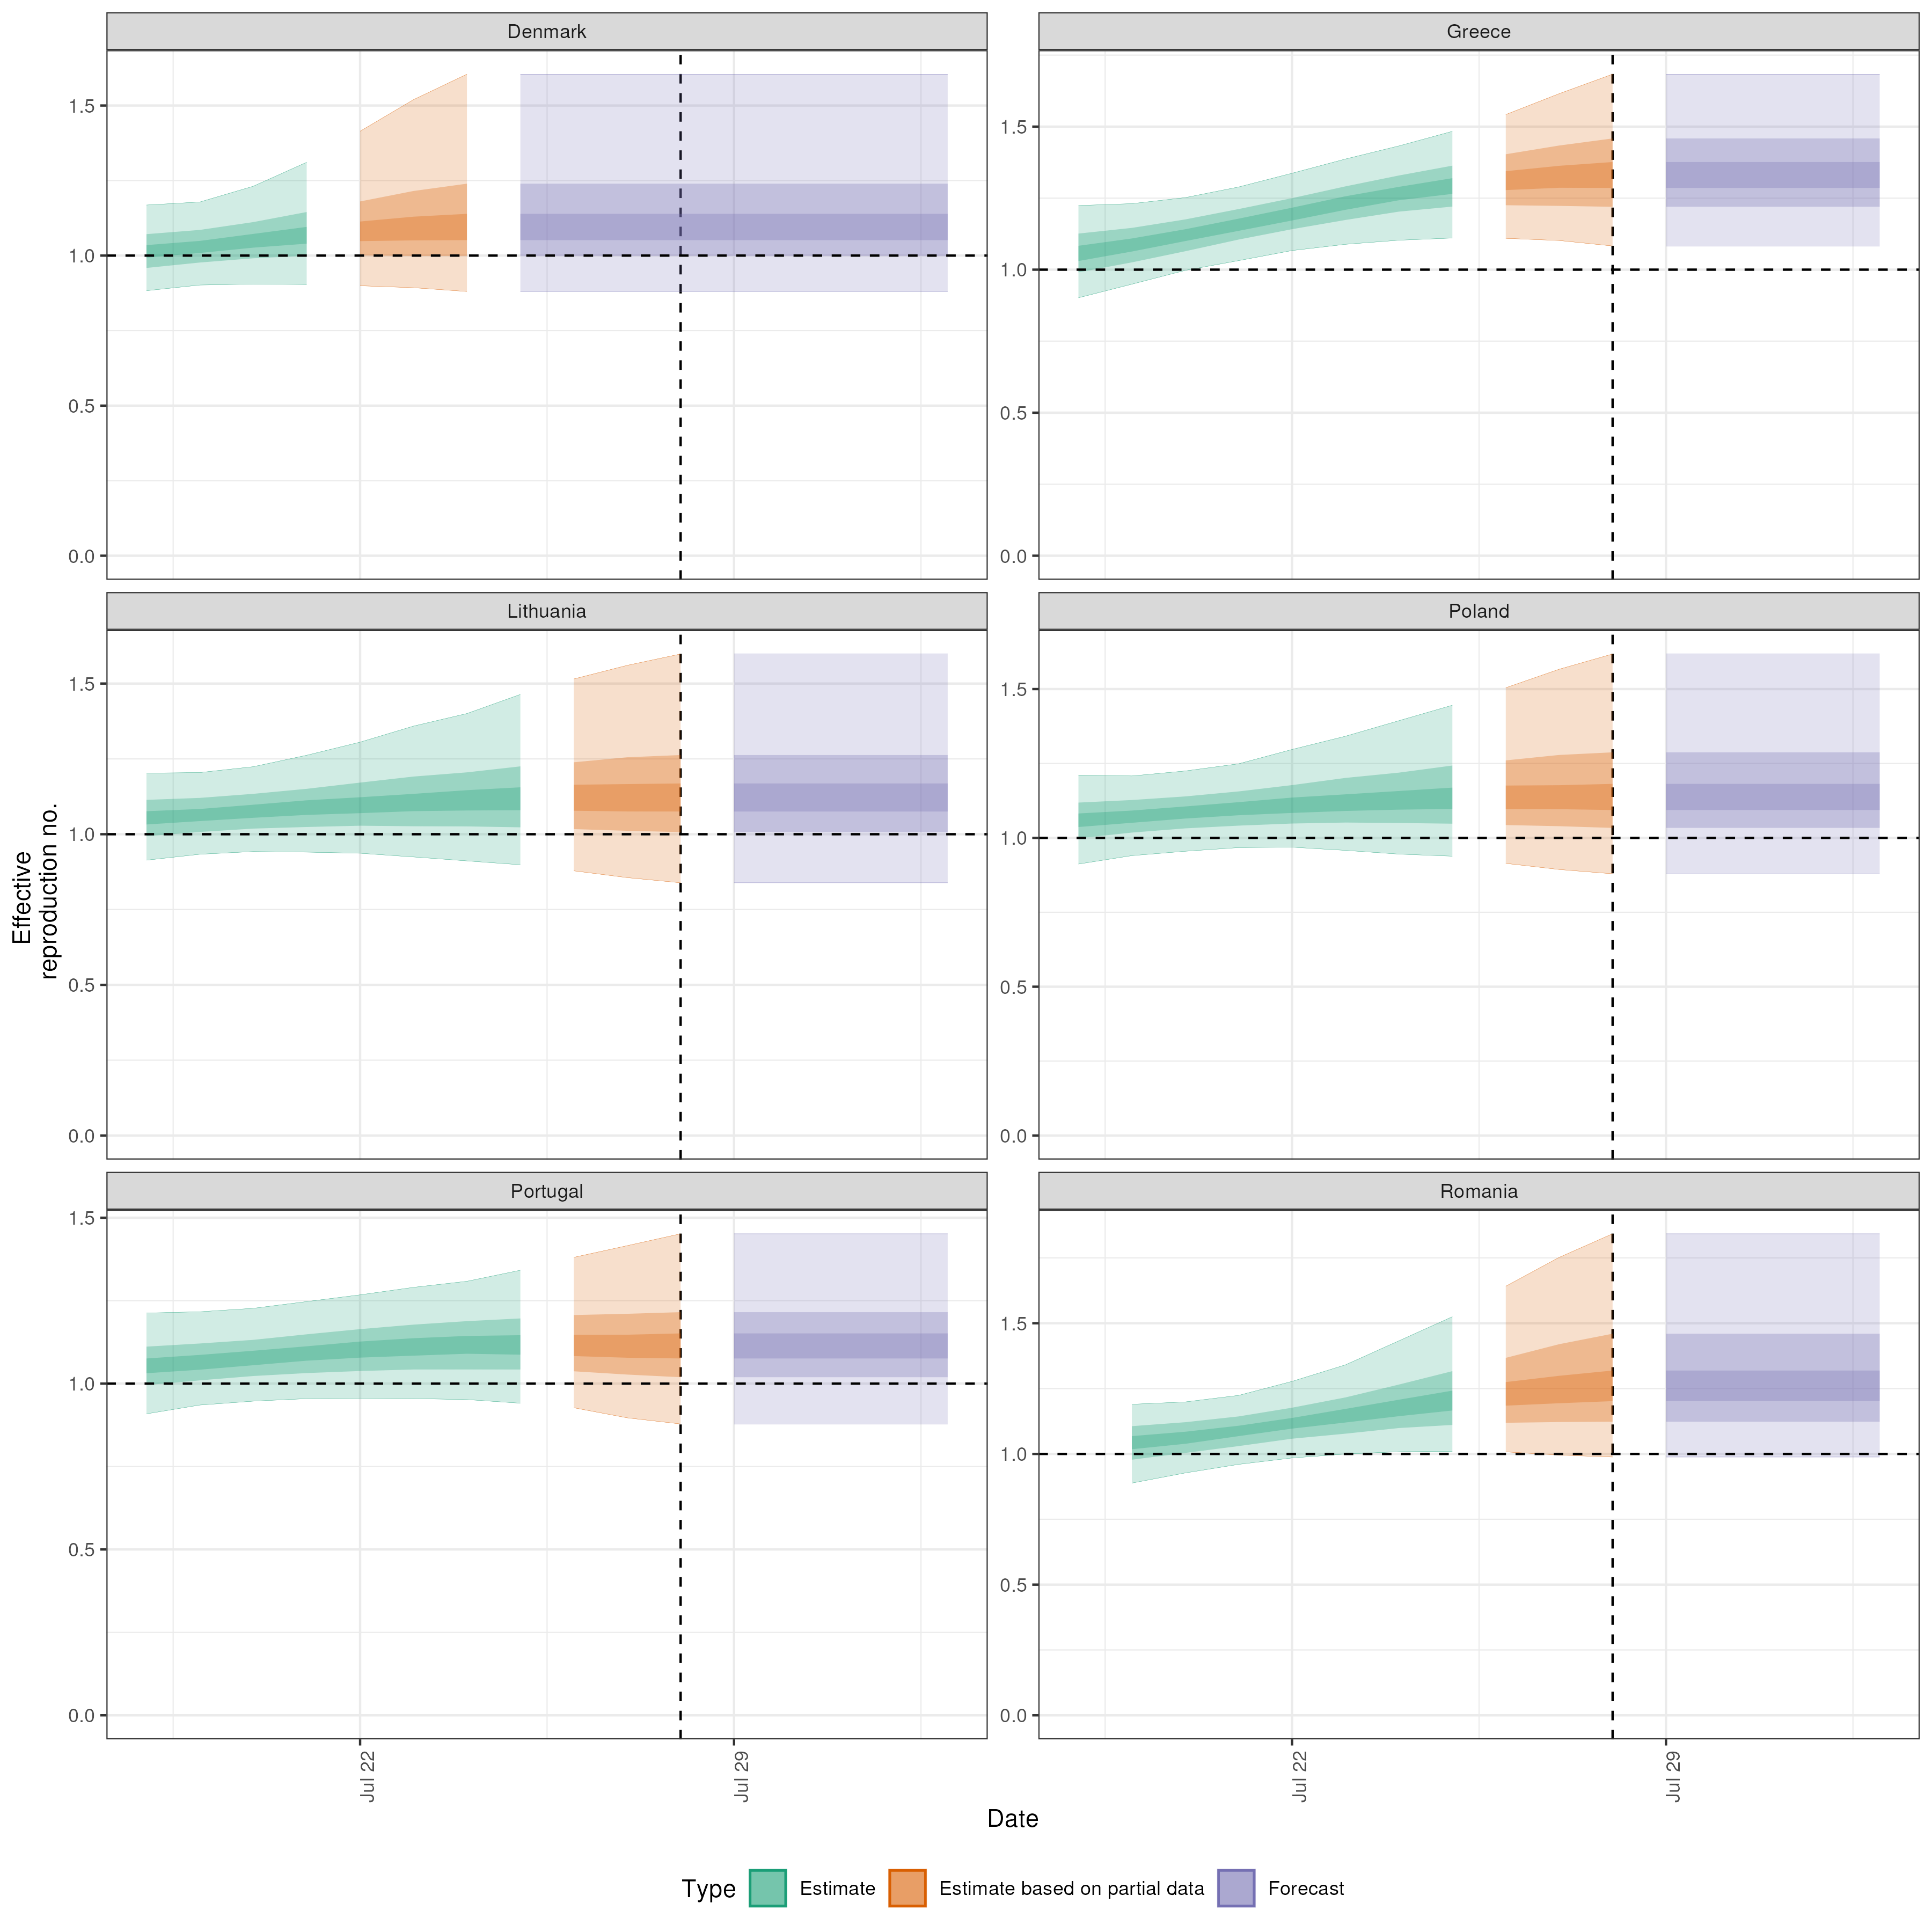 Denmark
Greece
1.5
1.0
0.5
0.0
1.5
1.0
0.5
0.0
Lithuania
Poland
1.5
1.0
0.5
0.0
1.5
1.0
0.5
0.0
Effective
reproduction no.
Portugal
Romania
1.5
1.0
0.5
0.0
1.5
1.0
0.5
0.0
Jul 22
Jul 29
Jul 22
Jul 29
Date
Type
Estimate
Estimate based on partial data
Forecast